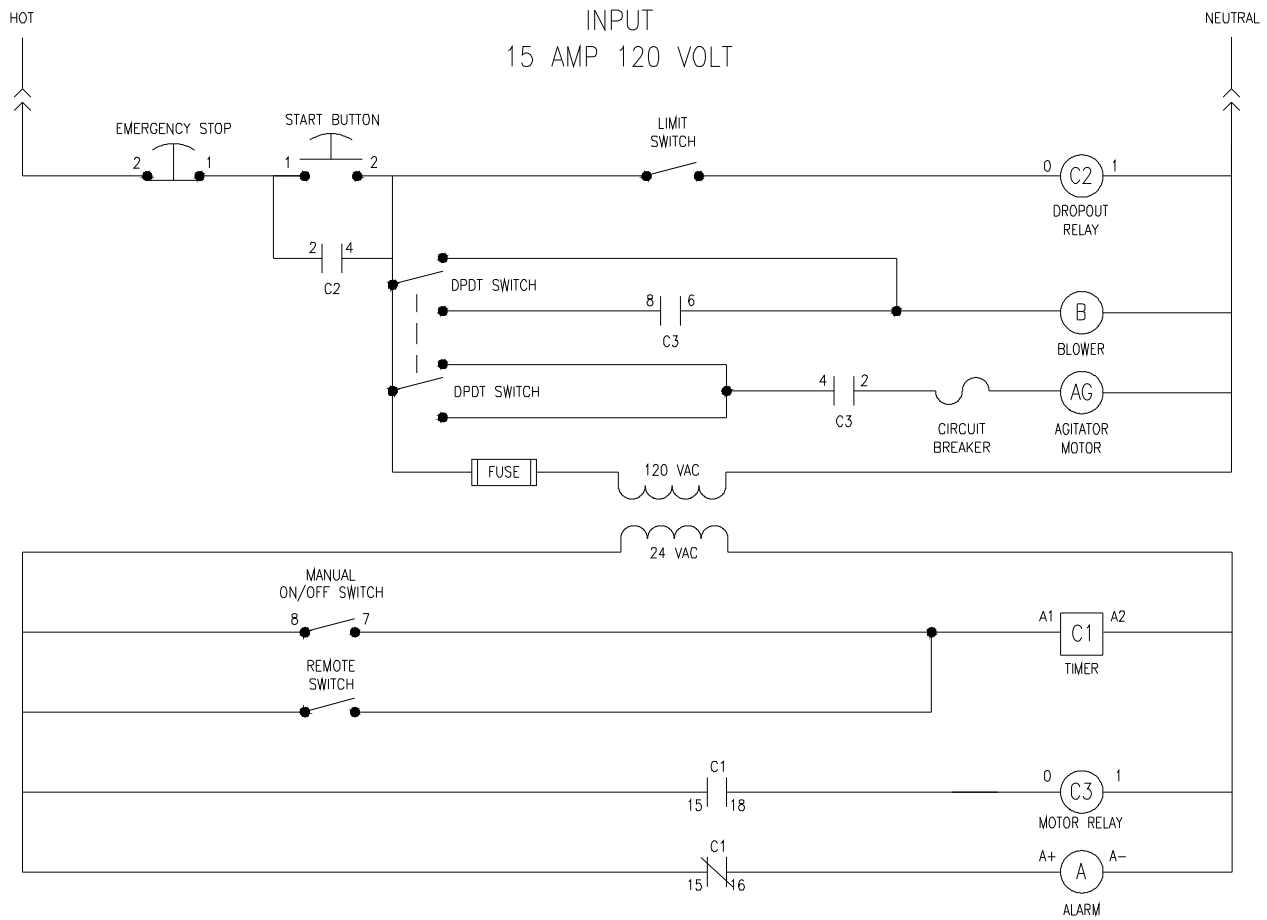 HOT
INPUT
NEUTRAL
15 AMP 120 VOLT
EMERGENCY STOP
START BUTTON
LIMIT
SWITCH
2 1
1 2
0 C2 1
DROPOUT
RELAY
2 4
C2
DPDT SWITCH
8 6
C3
B
BLOWER
DPDT SWITCH
4 2
C3
CIRCUIT
BREAKER
AG
AGITATOR
MOTOR
FUSE
120 VAC
24 VAC
MANUAL
ON/OFF SWITCH
8 7
A1 C1 A2
TIMER
REMOTE
SWITCH
C1
15 18
0 C3 1
MOTOR RELAY
C1
15 16
A+ A A-
ALARM